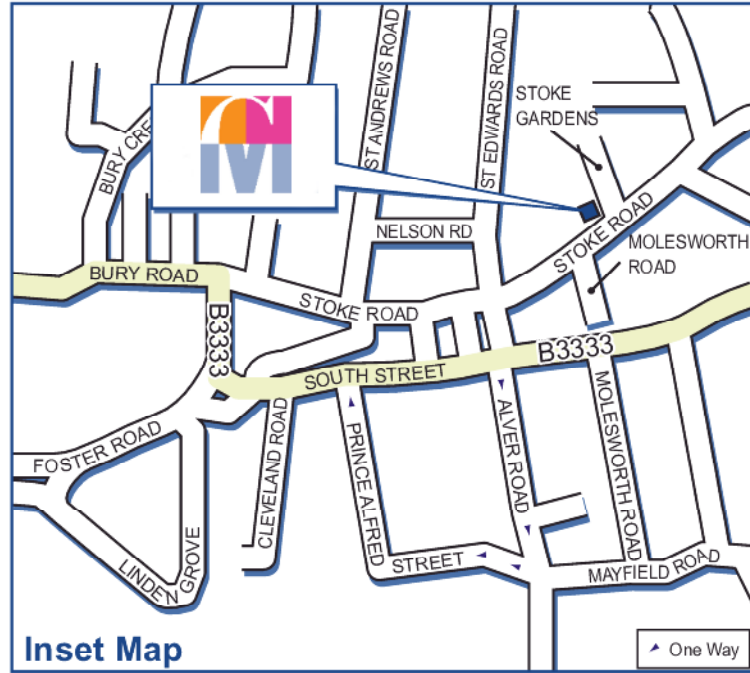 ST ANDREWS ROAD
ST EDWARDS ROAD
STOKE
GARDENS
NELSON RD
STOKE ROAD
MOLESWORTH
ROAD
BURY ROAD
STOKE ROAD
B3333
B3333
SOUTH STREET
FOSTER ROAD
CLEVELAND ROAD
PRINCE ALFRED
STREET
ALVER ROAD
MOLESWORTH ROAD
MAYFIELD ROAD
LINDEN
GROVE
Inset Map
One Way